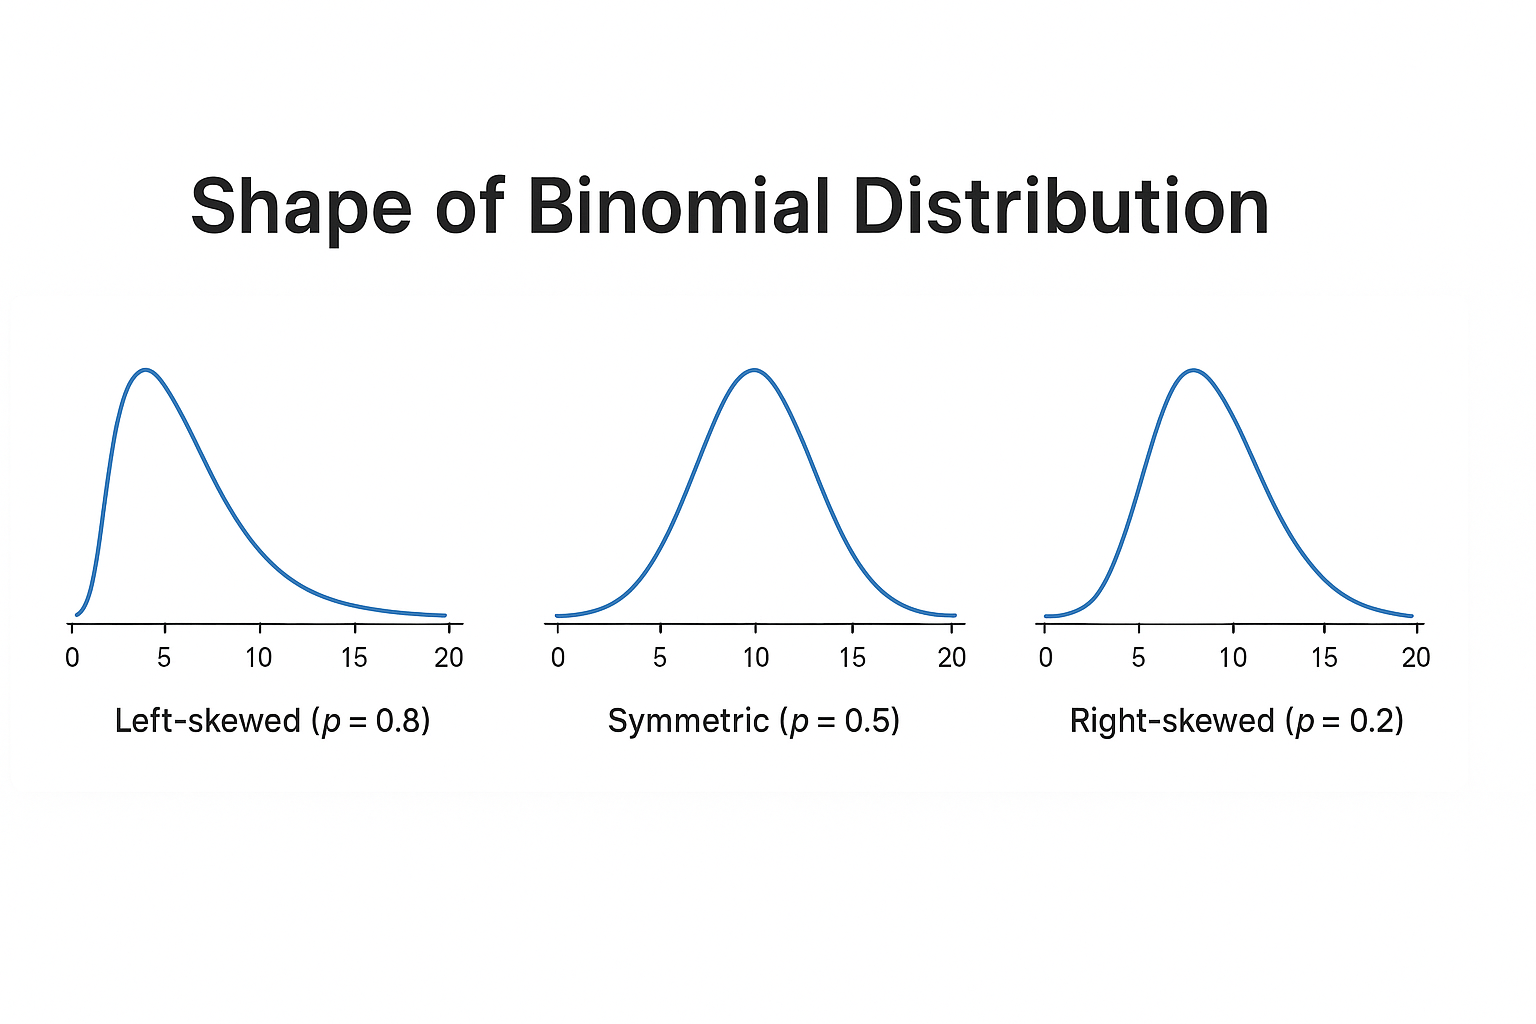 Shape of Binomial Distribution
0 5 10 15 20
0 5 10 15 20
0 5 10 15 20
Left-skewed (p = 0.8)
Symmetric (p = 0.5)
Right-skewed (p = 0.2)